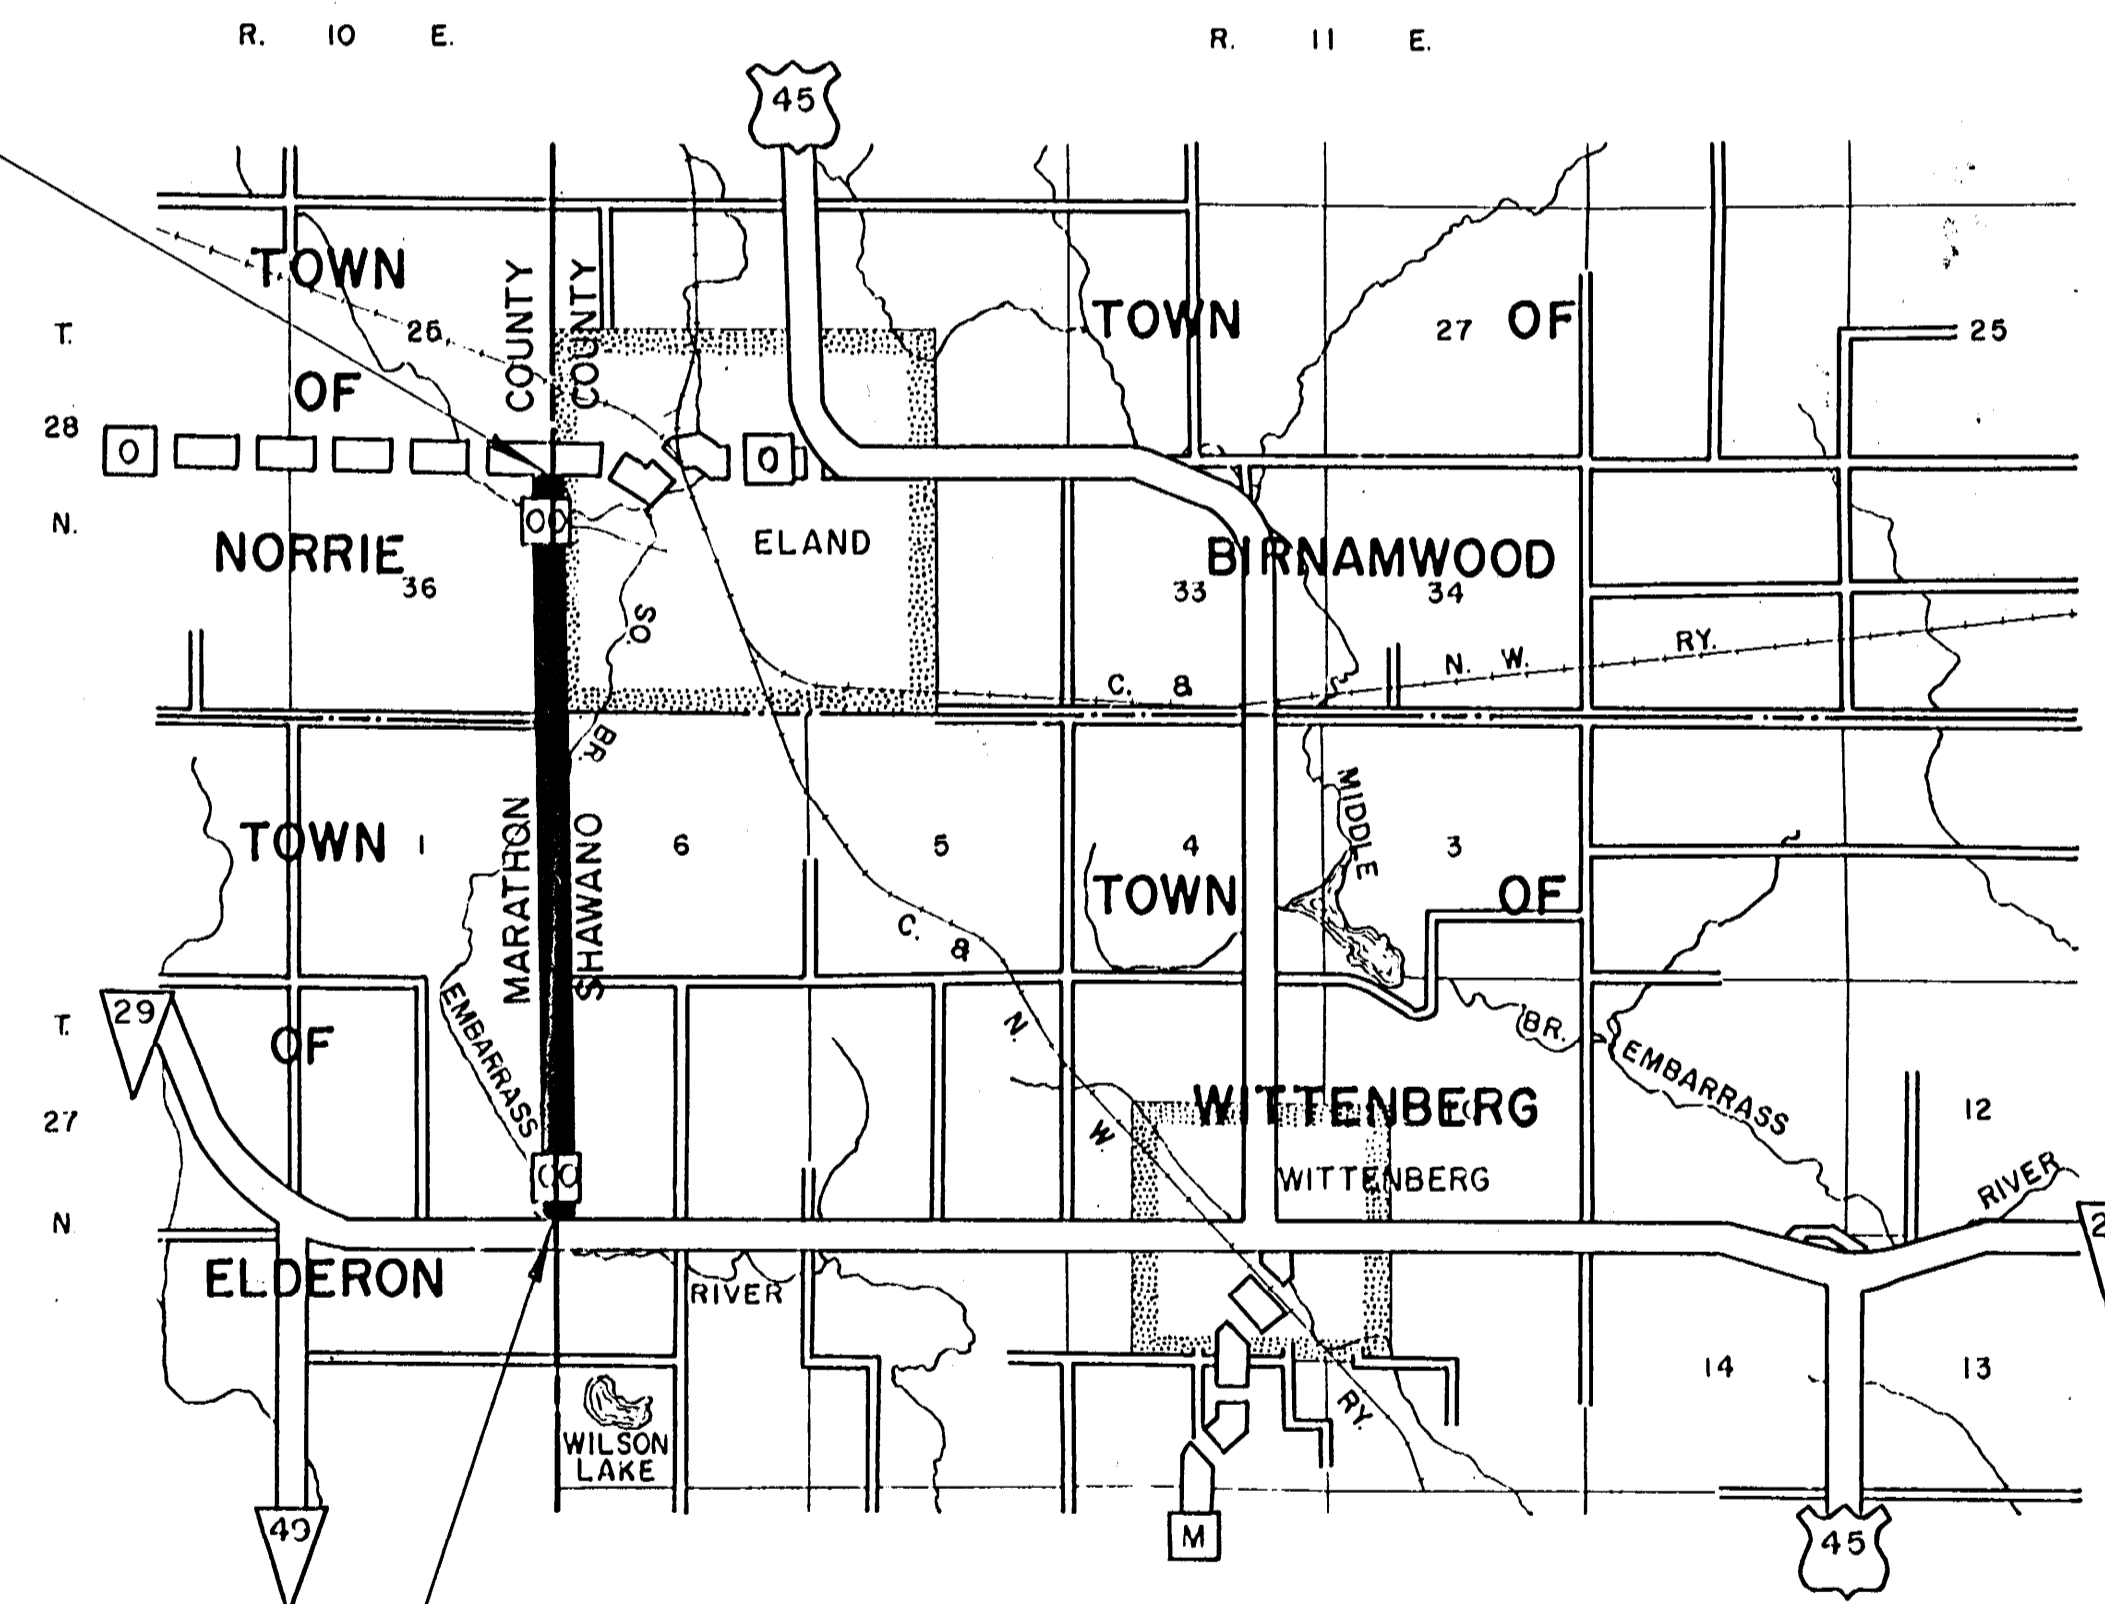 R. 10 E.
R. 11 E.
45
TOWN
COUNTY
COUNTY
T.
26
TOWN
27
OF
25
OF
28
O
O
N.
OO
ELAND
NORRIE
36
BIRNAMWOOD
33
34
SO.
N. W.
RY.
C. &
BR.
MIDDLE
TOWN
1
MARATHON
SHAWANO
6
5
4
3
TOWN
OF
C. &
EMBARRASS
29
T.
OF
N.
BR.
EMBARRASS
27
WITTENBERG
12
W.
OO
WITTENBERG
RIVER
N
ELDERON
RIVER
14
13
RY.
WILSON
LAKE
49
M
45